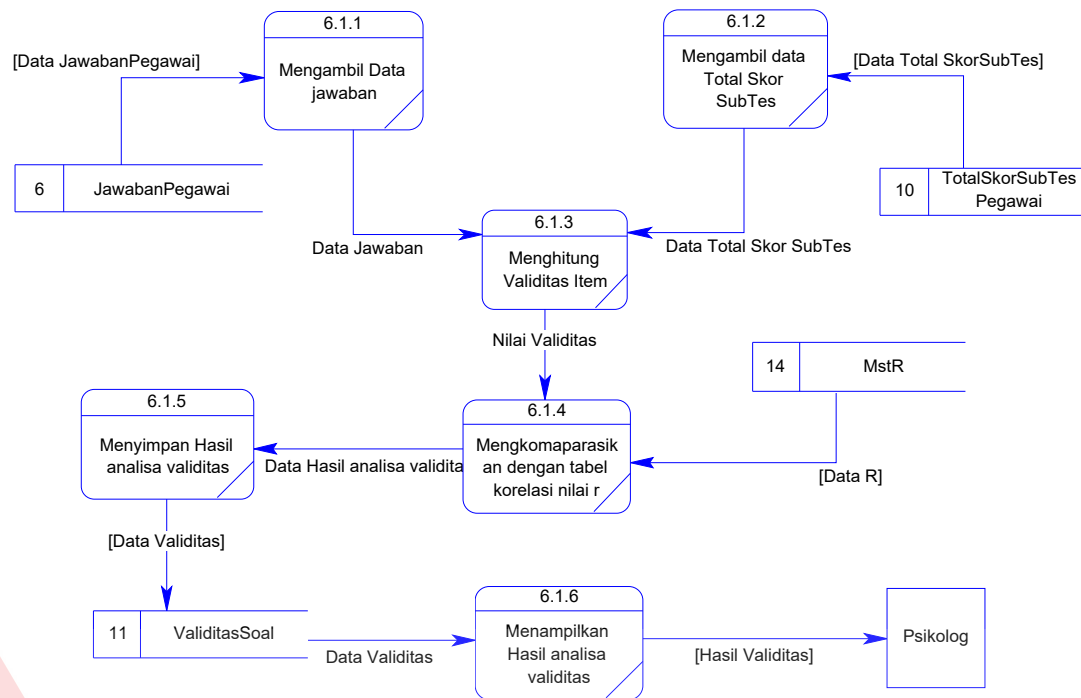 6.1.1
Mengambil Data
jawaban
6.1.2
Mengambil data
Total Skor
SubTes
[Data JawabanPegawai]
[Data Total SkorSubTes]
6
JawabanPegawai
10
TotalSkorSubTes
Pegawai
Data Jawaban
6.1.3
Menghitung
Validitas Item
Data Total Skor SubTes
Nilai Validitas
14
MstR
6.1.5
Menyimpan Hasil
analisa validitas
Data Hasil analisa validita
6.1.4
Mengkomaparasik
an dengan tabel
korelasi nilai r
[Data R]
[Data Validitas]
11
ValiditasSoal
Data Validitas
6.1.6
Menampilkan
Hasil analisa
validitas
[Hasil Validitas]
Psikolog